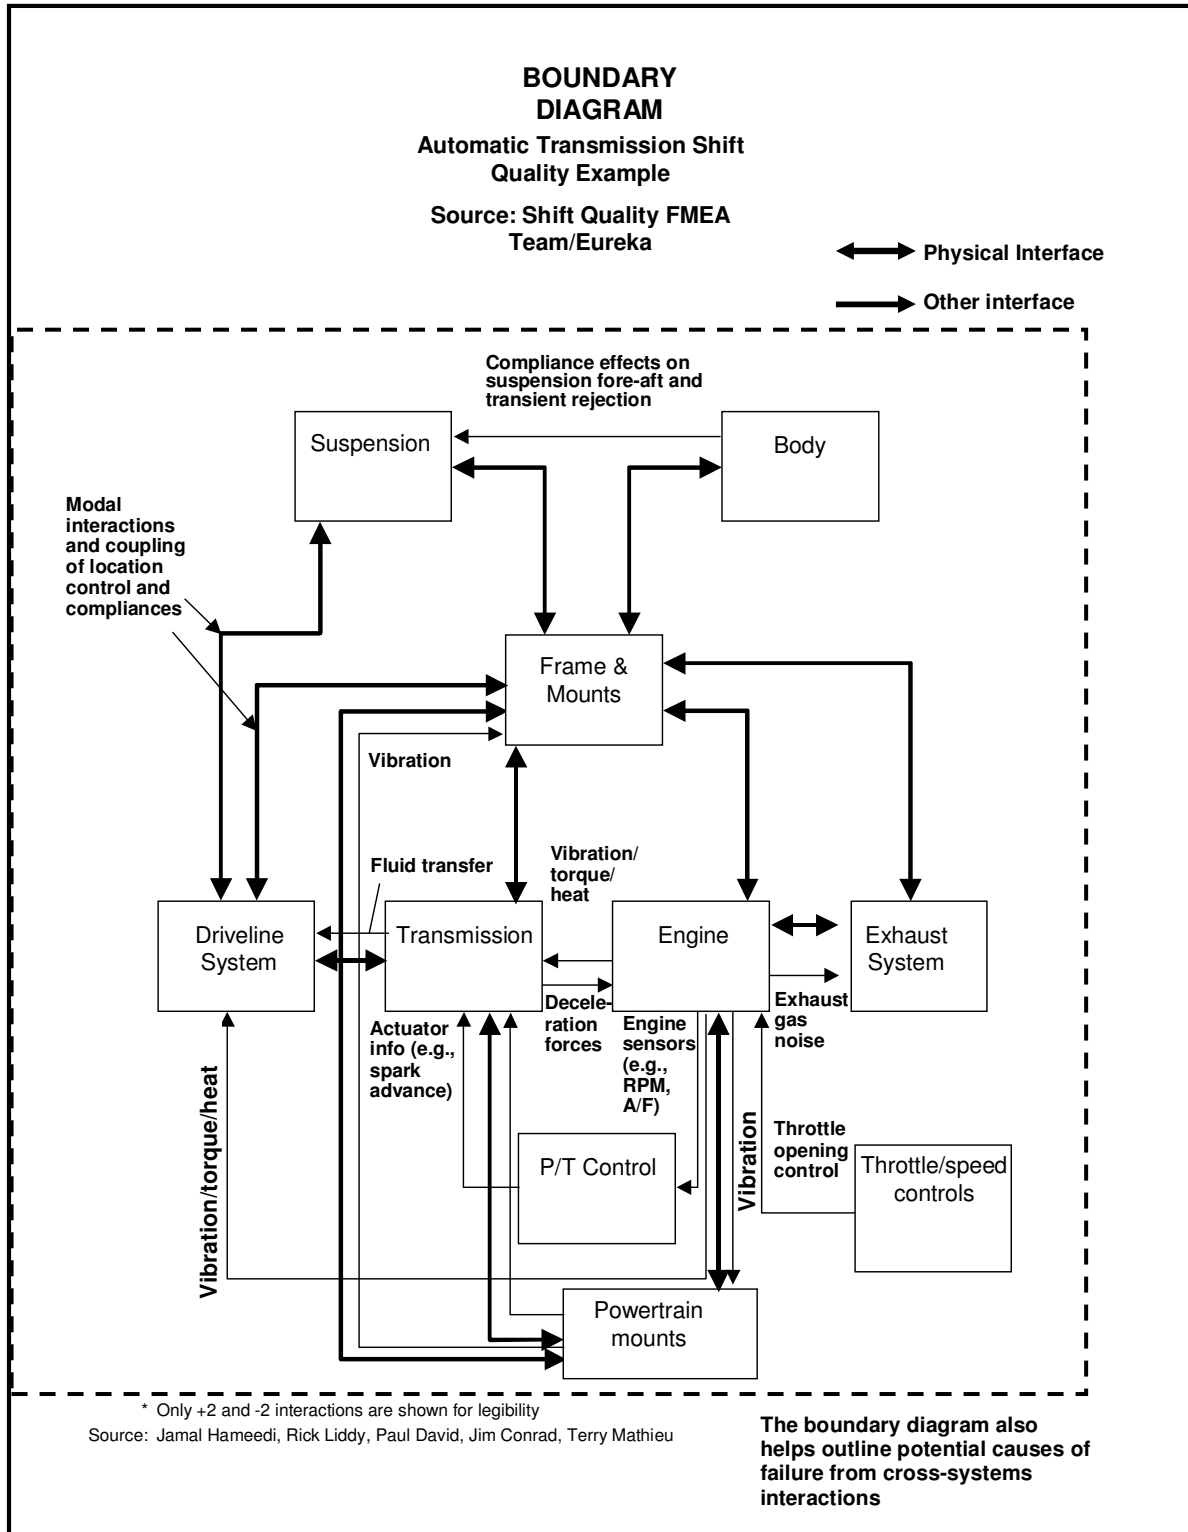 BOUNDARY
DIAGRAM
Automatic Transmission Shift
Quality Example
Source: Shift Quality FMEA
Team/Eureka
Physical Interface
Other interface
Compliance effects on
suspension fore-aft and
transient rejection
Suspension
Body
Modal
interactions
and coupling
of location
control and
compliances
Frame &
Mounts
Vibration
Fluid transfer
Vibration/
torque/
heat
Driveline
System
Transmission
Engine
Exhaust
System
Actuator
info (e.g.,
spark
advance)
Decele-
ration
forces
Engine
sensors
(e.g.,
RPM,
A/F)
Exhaust
gas
noise
Vibration/torque/heat
P/T Control
Vibration
Throttle
opening
control
Throttle/speed
controls
Powertrain
mounts
* Only +2 and -2 interactions are shown for legibility
Source: Jamal Hameedi, Rick Liddy, Paul David, Jim Conrad, Terry Mathieu
The boundary diagram also
helps outline potential causes of
failure from cross-systems
interactions